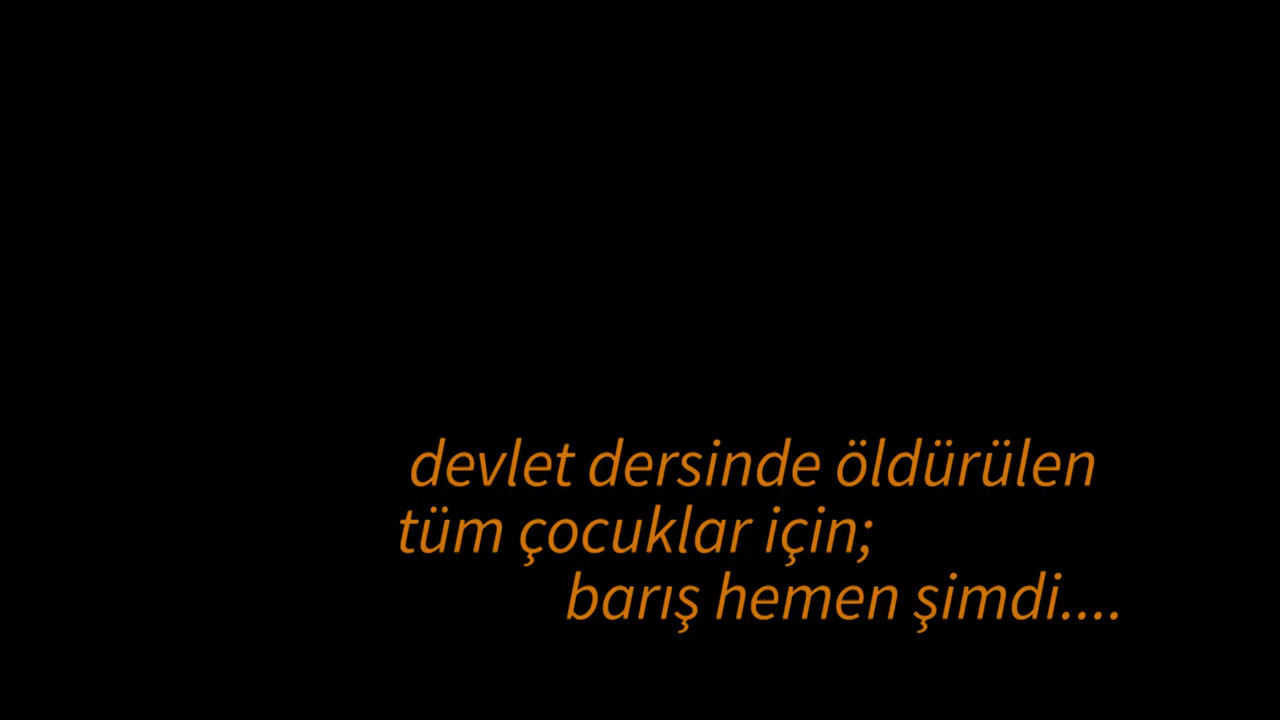 devlet dersinde öldürülen
tüm çocuklar için;
barış hemen şimdi....